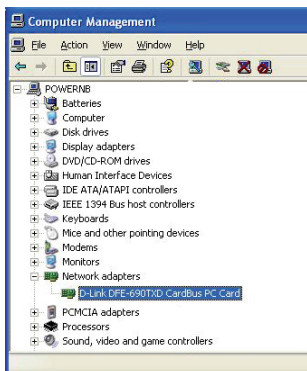 Computer Management
File Action View Window Help
POWERNB
Batteries
Computer
Disk drives
Display adapters
DVD/CD-ROM drives
Human Interface Devices
IDE ATA/ATAPI controllers
IEEE 1394 Bus host controllers
Keyboards
Mice and other pointing devices
Modems
Monitors
Network adapters
D-Link DFE-690TXD CardBus PC Card
PCMCIA adapters
Processors
Sound, video and game controllers